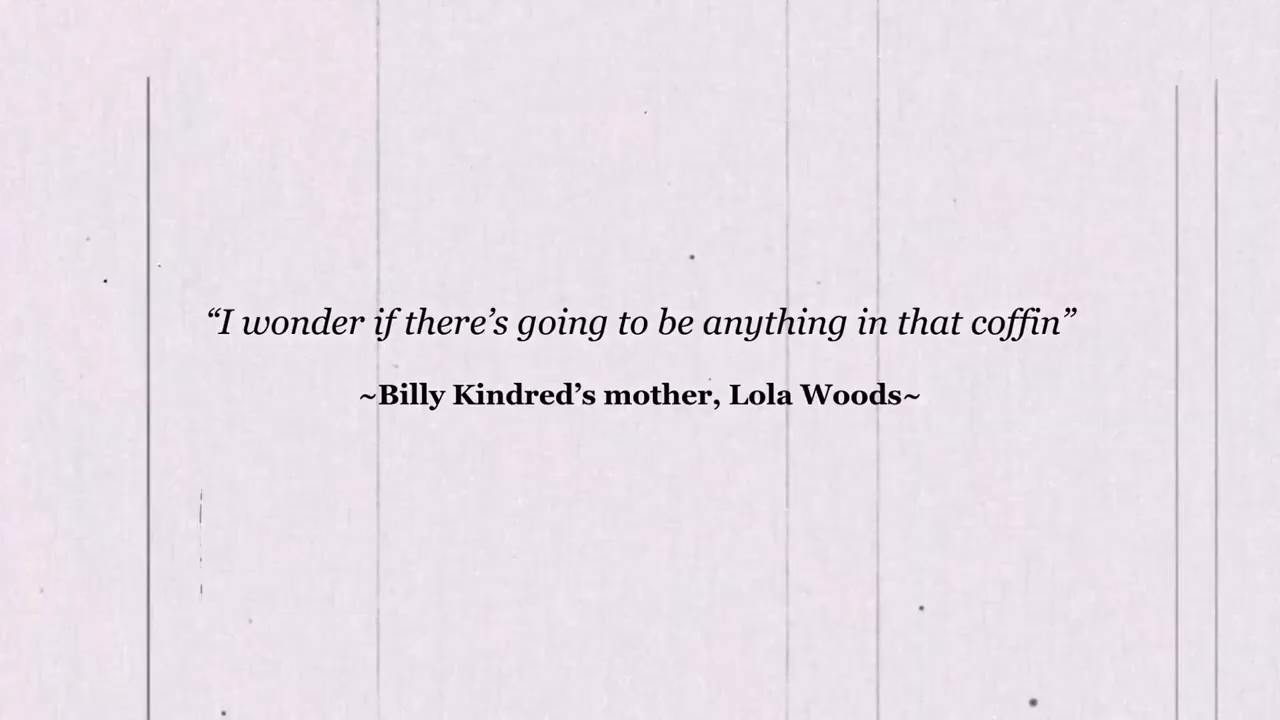 “I wonder if there’s going to be anything in that coffin”
~Billy Kindred’s mother, Lola Woods~